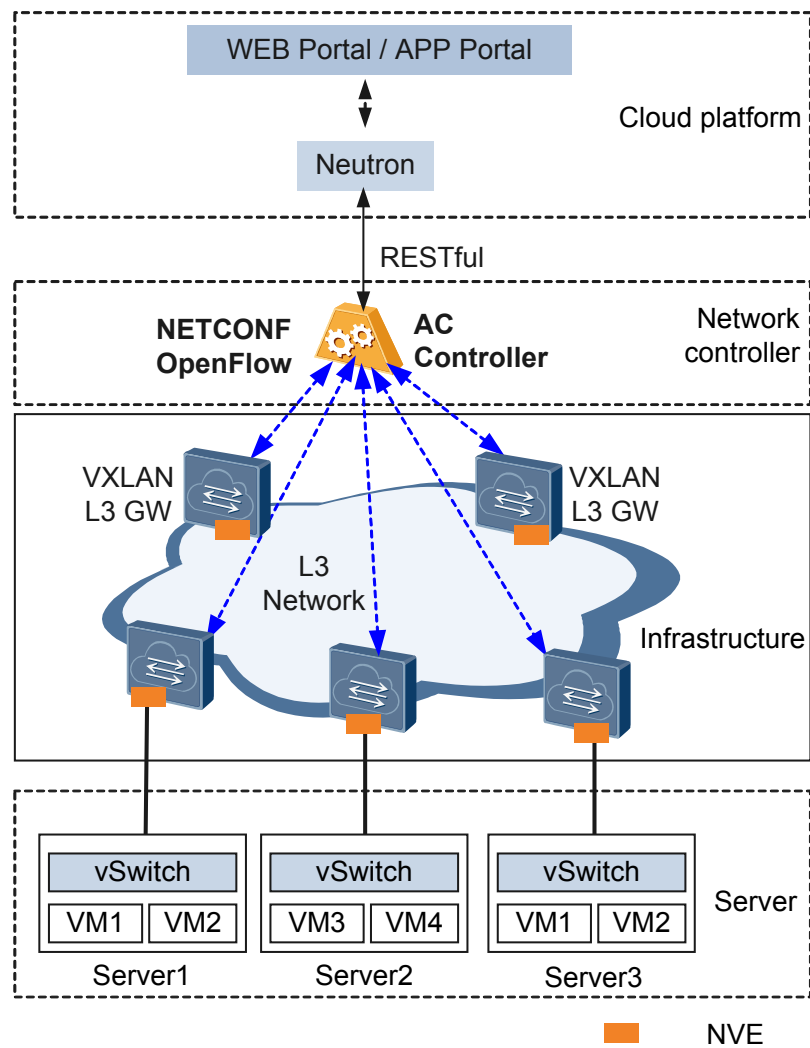 WEB Portal / APP Portal
Cloud platform
Neutron
RESTful
NETCONF
OpenFlow
AC
Controller
Network
controller
VXLAN
L3 GW
VXLAN
L3 GW
L3
Network
Infrastructure
vSwitch
VM1
VM2
Server1
vSwitch
VM3
VM4
Server2
vSwitch
VM1
VM2
Server3
Server
NVE